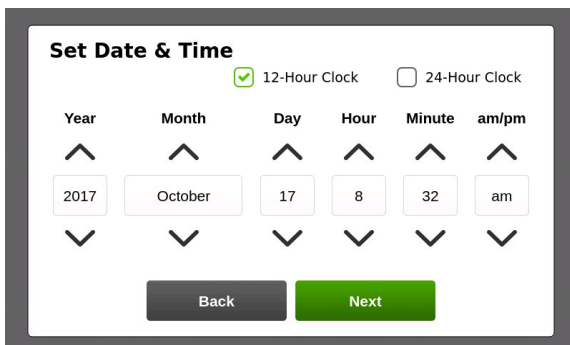 Set Date & Time
12-Hour Clock 24-Hour Clock
Year Month Day Hour Minute am/pm
2017 October 17 8 32 am
Back Next